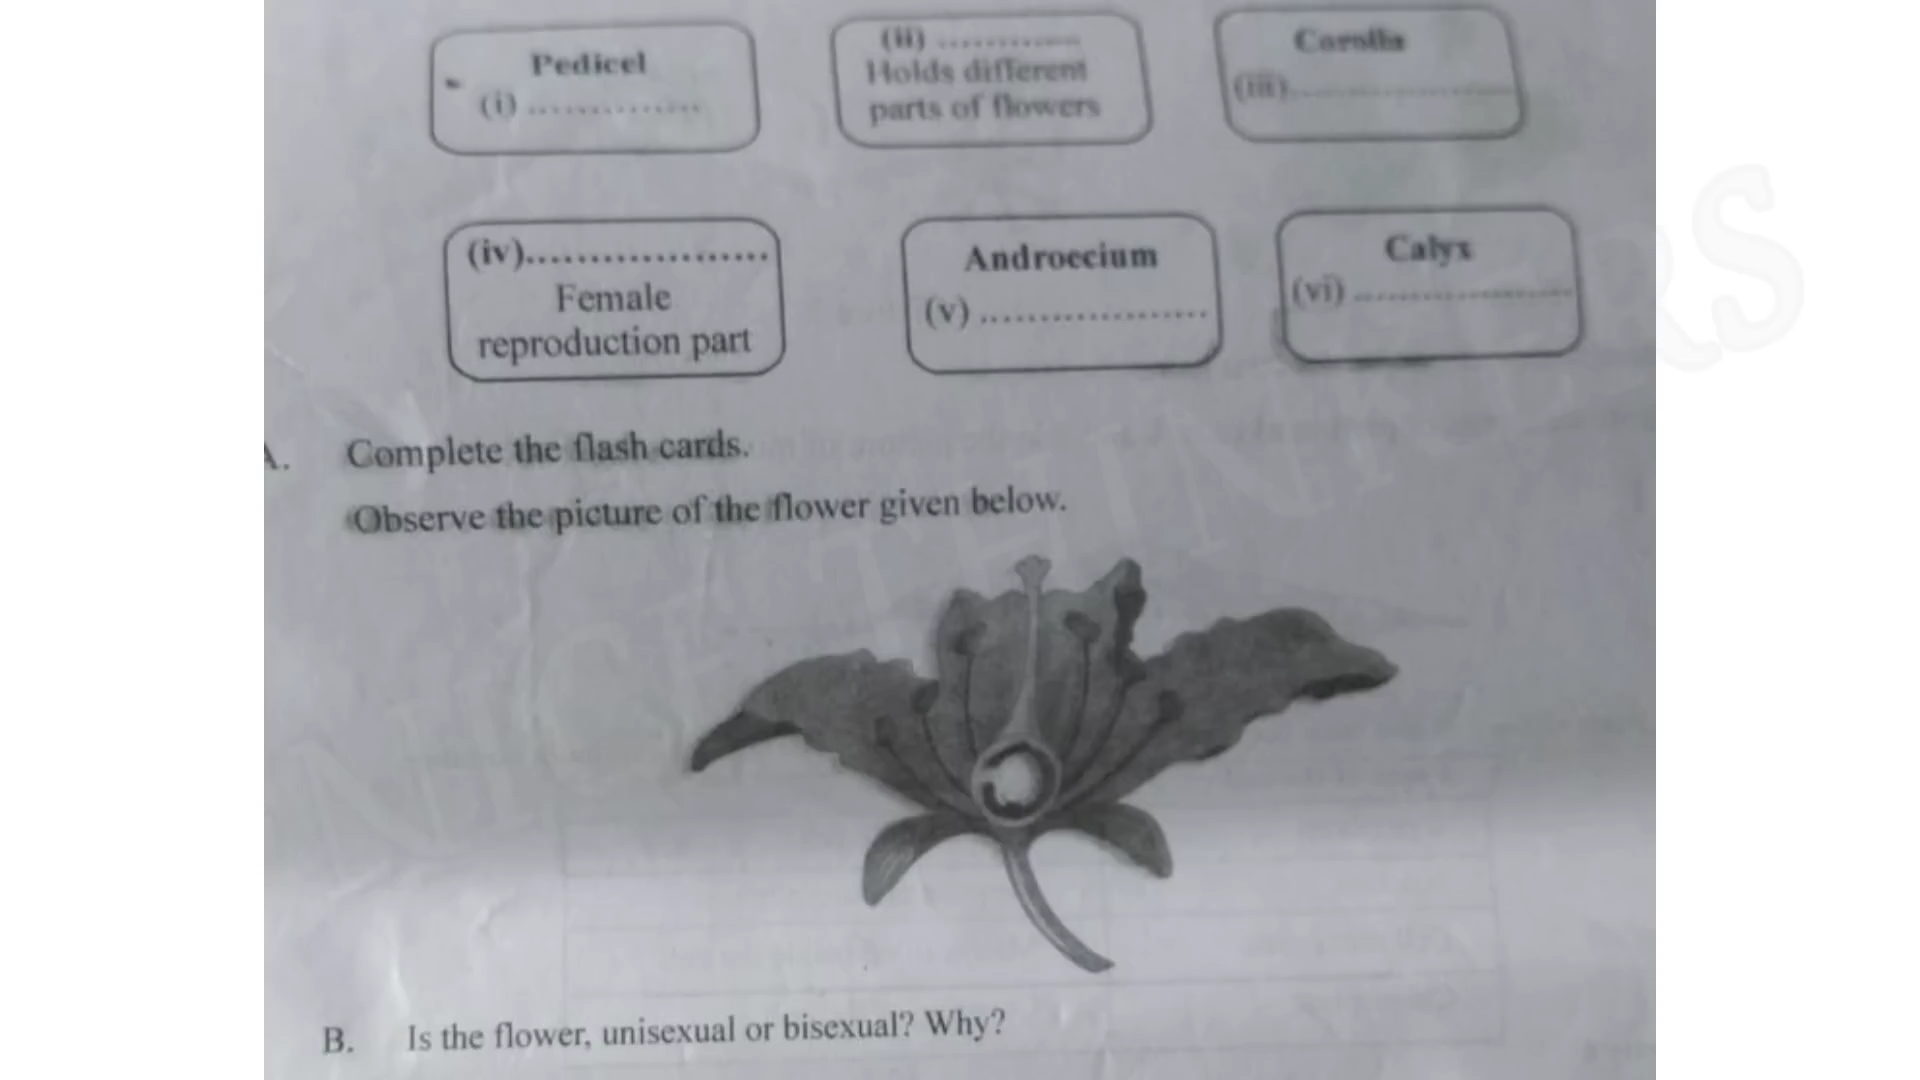 Pedicel
(i) ..............
(ii) ..............
Holds different
parts of flowers
Corolla
(iii)......................
(iv)....................
Female
reproduction part
Androecium
(v) ...................
Calyx
(vi) ......................
A. Complete the flash cards.
Observe the picture of the flower given below.
B. Is the flower, unisexual or bisexual? Why?